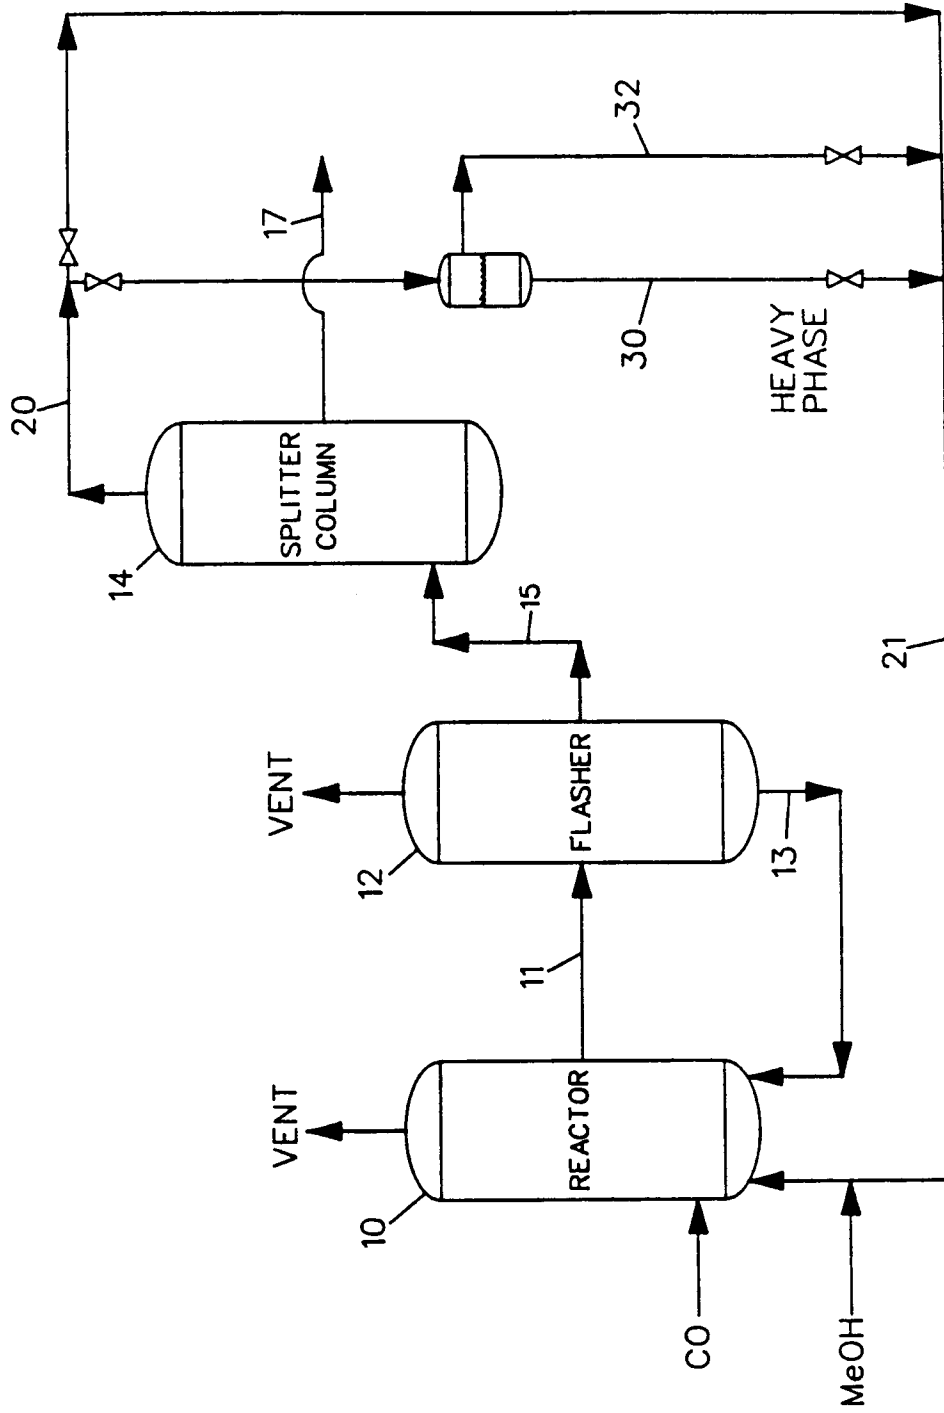 20
32
17
14
SPLITTER
COLUMN
30
HEAVY
PHASE
15
21
VENT
12
FLASHER
13
11
VENT
10
REACTOR
CO
MeOH